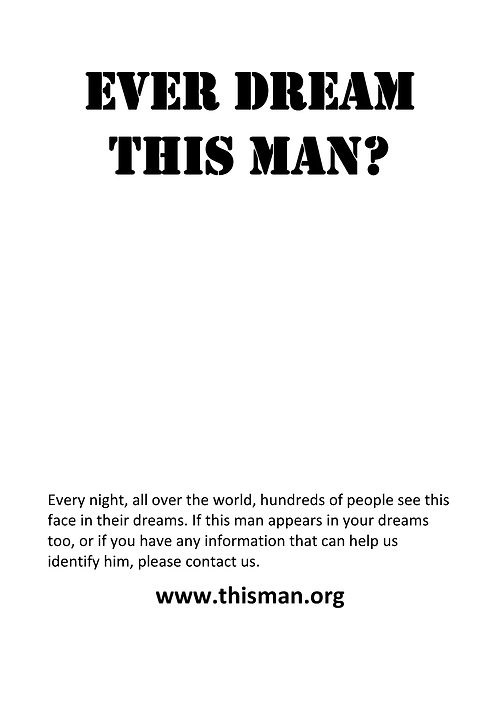 EVER DREAM
THIS MAN?
Every night, all over the world, hundreds of people see this
face in their dreams. If this man appears in your dreams
too, or if you have any information that can help us
identify him, please contact us.
www.thisman.org